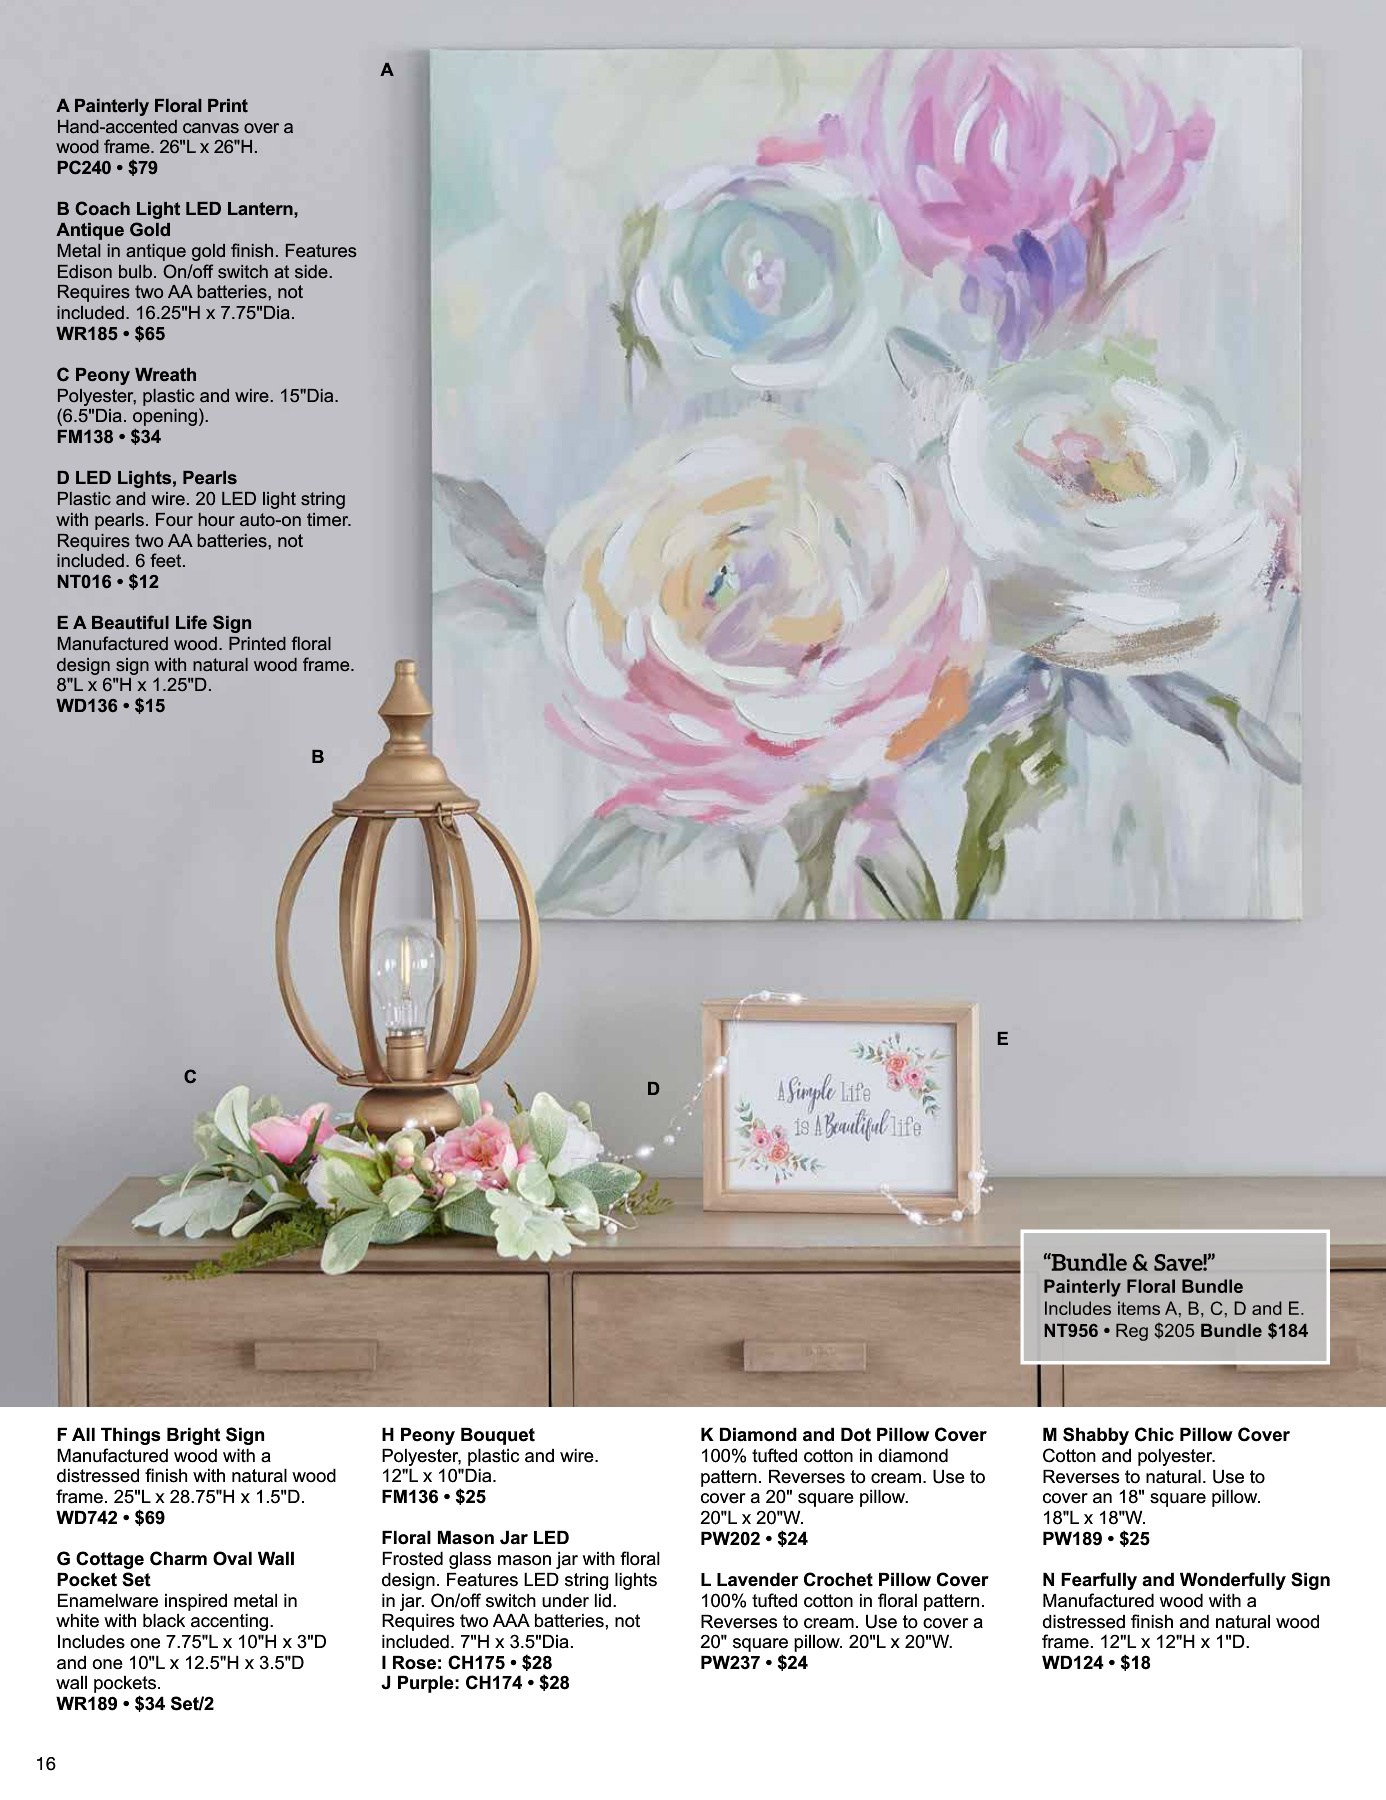 A
A Painterly Floral Print
Hand-accented canvas over a
wood frame. 26"L x 26"H.
PC240 • $79
B Coach Light LED Lantern,
Antique Gold
Metal in antique gold finish. Features
Edison bulb. On/off switch at side.
Requires two AA batteries, not
included. 16.25"H x 7.75"Dia.
WR185 • $65
C Peony Wreath
Polyester, plastic and wire. 15"Dia.
(6.5"Dia. opening).
FM138 • $34
D LED Lights, Pearls
Plastic and wire. 20 LED light string
with pearls. Four hour auto-on timer.
Requires two AA batteries, not
included. 6 feet.
NT016 • $12
E A Beautiful Life Sign
Manufactured wood. Printed floral
design sign with natural wood frame.
8"L x 6"H x 1.25"D.
WD136 • $15
B
C
D
E
A Simple Life
is A Beautiful life
“Bundle & Save!”
Painterly Floral Bundle
Includes items A, B, C, D and E.
NT956 • Reg $205 Bundle $184
F All Things Bright Sign
Manufactured wood with a
distressed finish with natural wood
frame. 25"L x 28.75"H x 1.5"D.
WD742 • $69
G Cottage Charm Oval Wall
Pocket Set
Enamelware inspired metal in
white with black accenting.
Includes one 7.75"L x 10"H x 3"D
and one 10"L x 12.5"H x 3.5"D
wall pockets.
WR189 • $34 Set/2
H Peony Bouquet
Polyester, plastic and wire.
12"L x 10"Dia.
FM136 • $25
Floral Mason Jar LED
Frosted glass mason jar with floral
design. Features LED string lights
in jar. On/off switch under lid.
Requires two AAA batteries, not
included. 7"H x 3.5"Dia.
I Rose: CH175 • $28
J Purple: CH174 • $28
K Diamond and Dot Pillow Cover
100% tufted cotton in diamond
pattern. Reverses to cream. Use to
cover a 20" square pillow.
20"L x 20"W.
PW202 • $24
L Lavender Crochet Pillow Cover
100% tufted cotton in floral pattern.
Reverses to cream. Use to cover a
20" square pillow. 20"L x 20"W.
PW237 • $24
M Shabby Chic Pillow Cover
Cotton and polyester.
Reverses to natural. Use to
cover an 18" square pillow.
18"L x 18"W.
PW189 • $25
N Fearfully and Wonderfully Sign
Manufactured wood with a
distressed finish and natural wood
frame. 12"L x 12"H x 1"D.
WD124 • $18
16